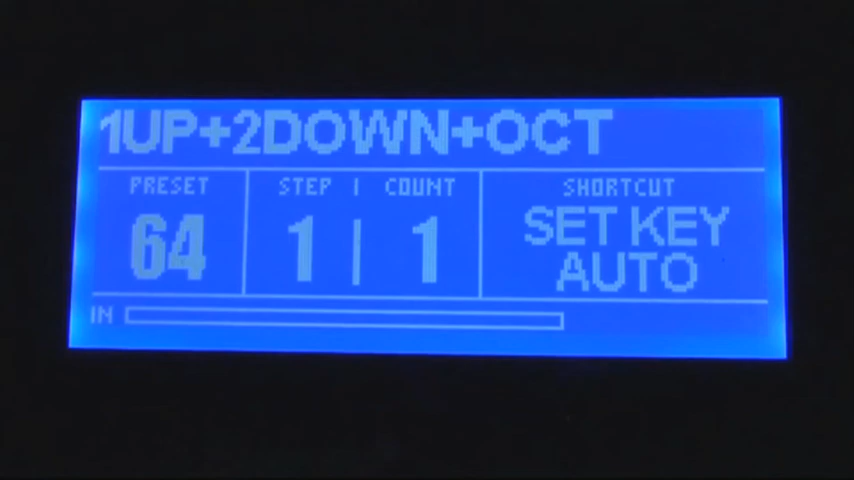 1UP+2DOWN+OCT
PRESET
64
STEP | COUNT
1 | 1
SHORTCUT
SET KEY
AUTO
IN